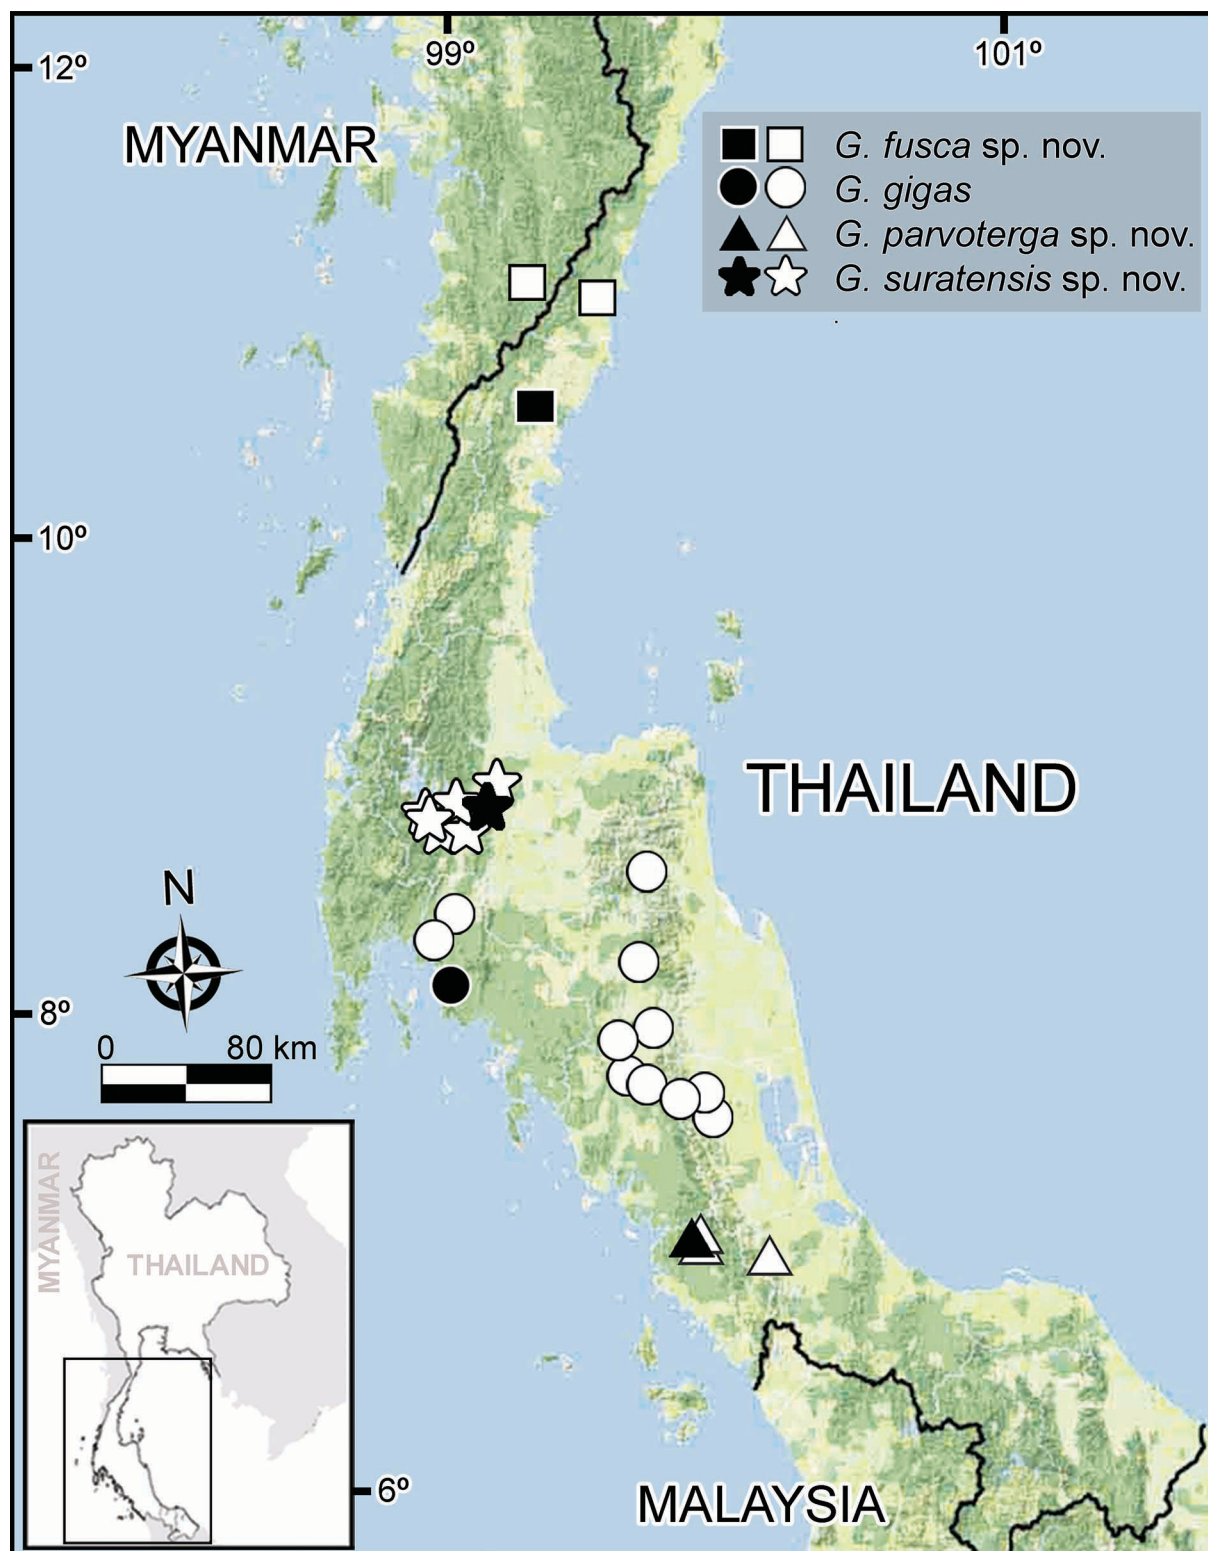 99º
101º
12º
MYANMAR
G. fusca sp. nov.
G. gigas
G. parvoterga sp. nov.
G. suratensis sp. nov.
10º
THAILAND
N
8º
0 80 km
MYANMAR
THAILAND
6º
MALAYSIA